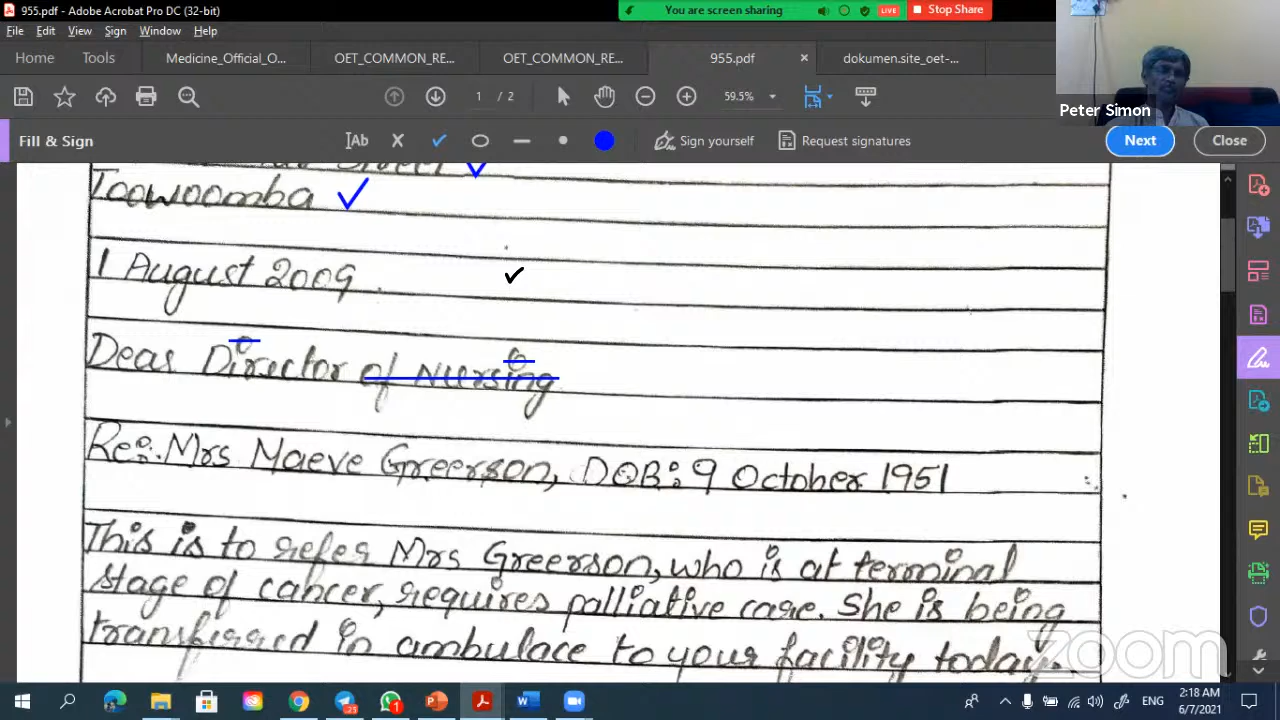 955.pdf - Adobe Acrobat Pro DC (32-bit)
You are screen sharing
LIVE
Stop Share
File Edit View Sign Window Help
Home Tools Medicine_Official_O... OET_COMMON_RE... OET_COMMON_RE... 955.pdf × dokumen.site_oet-...
1 / 2 59.5%
Peter Simon
Fill & Sign IAb Sign yourself Request signatures Next Close
Toowoomba
1 August 2009.
Dear Director of Nursing
Re: Mrs Maeve Greerson, DOB: 9 October 1951
This is to refer Mrs Greerson, who is at terminal
stage of cancer, requires palliative care. She is being
transferred in ambulace to your facility today.
zoom
23 1 ENG 2:18 AM
6/7/2021